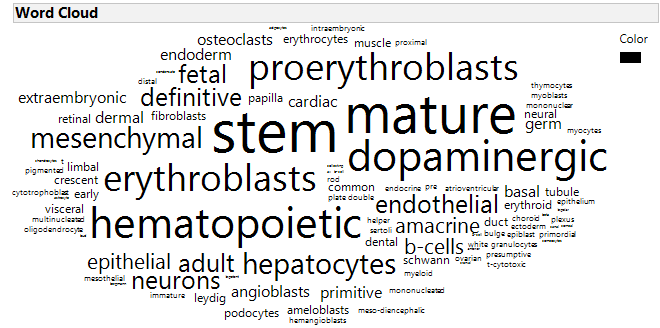 Word Cloud
Color
intraembryonic
osteoclasts erythrocytes muscle proximal
endoderm
fetal proerythroblasts
distal
thymocytes
extraembryonic definitive papilla cardiac mature
myoblasts
mononuclear
retinal dermal fibroblasts
stem
neural
germ myocytes
mesenchymal
dopaminergic
pigmented limbal
crescent
erythroblasts
rod
common
cytotrophoblast early
endocrine pre atrioventricular basal tubule
plate double
visceral
hematopoietic
endothelial erythroid epithelium
multinucleated
oligodendrocyte
helper amacrine duct choroid plexus
sertoli
ectoderm
bulge epiblast primordial
dental b-cells white granulocytes
epithelial adult hepatocytes schwann ovarian presumptive
t-cytotoxic
mesothelial neurons
myeloid
immature leydig angioblasts primitive mononucleated
podocytes ameloblasts meso-diencephalic
hemangioblasts